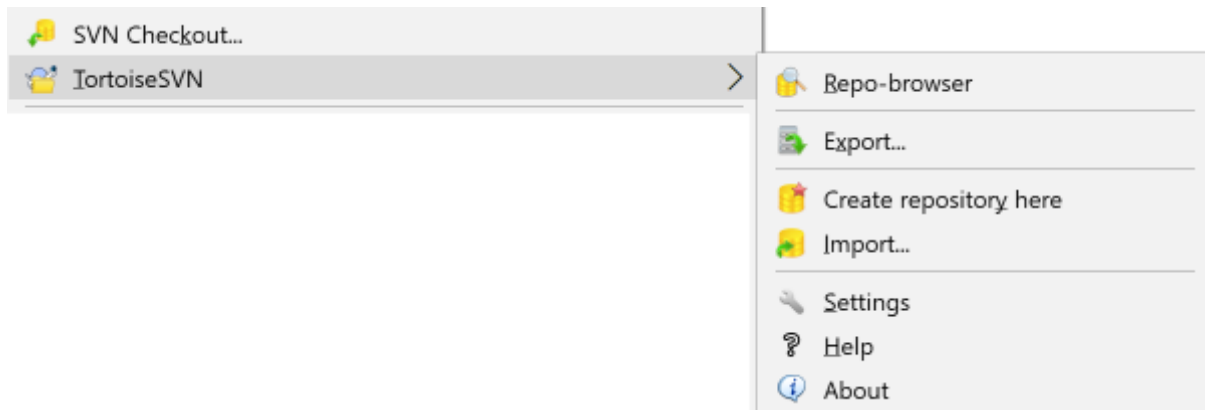 SVN Checkout...
TortoiseSVN
Repo-browser
Export...
Create repository here
Import...
Settings
Help
About